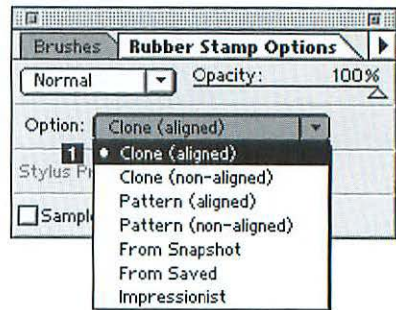 Brushes Rubber Stamp Options
Normal Opacity: 100%
Option: Clone (aligned)
1 Clone (aligned)
Stylus
Clone (non-aligned)
Pattern (aligned)
Pattern (non-aligned)
From Snapshot
From Saved
Impressionist